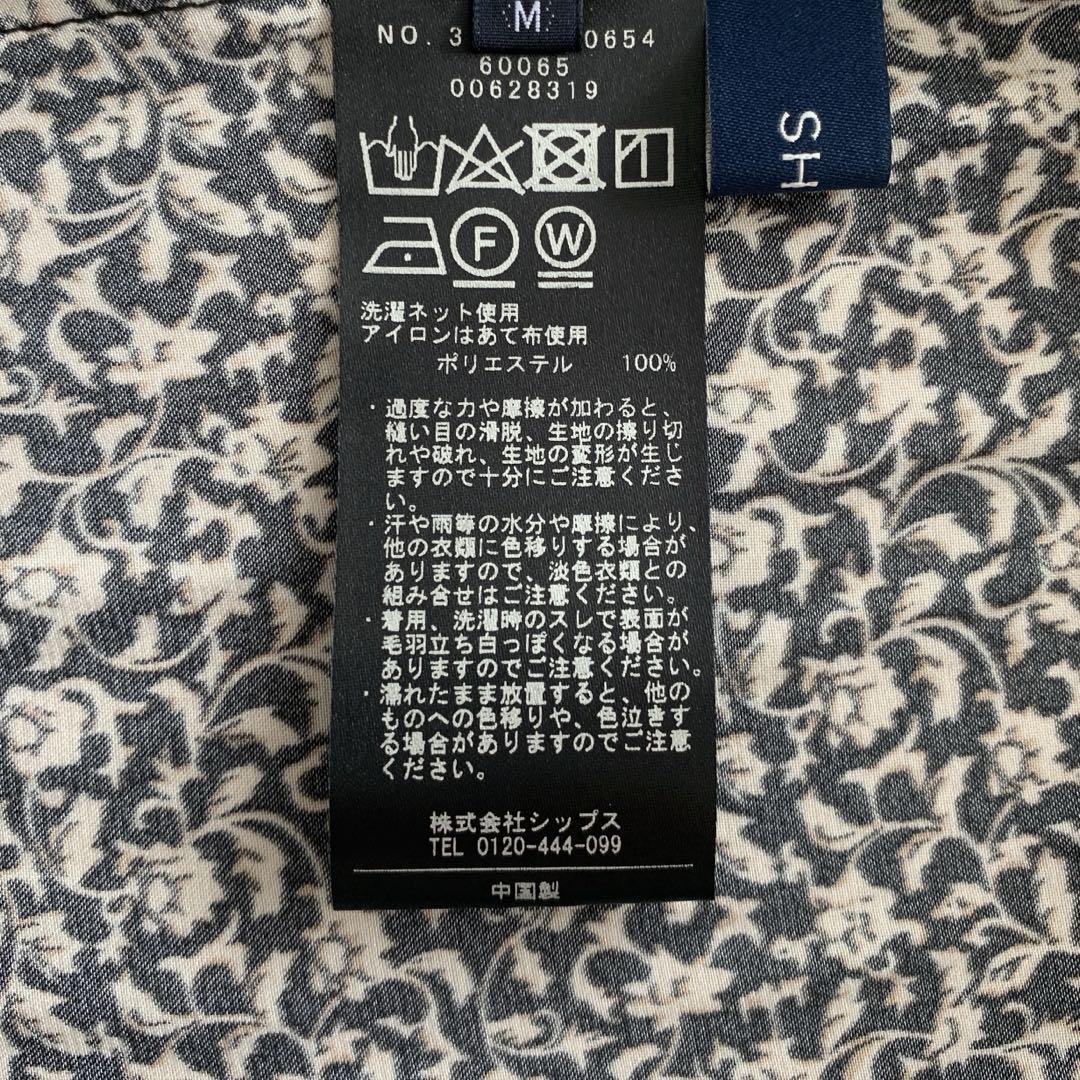 M
NO. 3 0654
60065
00628319
SH
F W
洗濯ネット使用
アイロンはあて布使用
ポリエステル 100%
・過度な力や摩擦が加わると、
縫い目の滑脱、生地の擦り切
れや破れ、生地の変形が生じ
ますので十分にご注意くださ
い。
・汗や雨等の水分や摩擦により、
他の衣類に色移りする場合が
ありますので、淡色衣類との
組み合せはご注意ください。
・着用、洗濯時のスレで表面が
毛羽立ち白っぽくなる場合が
ありますのでご注意ください。
・濡れたまま放置すると、他の
ものへの色移りや、色泣きす
る場合がありますのでご注意
ください。
株式会社シップス
TEL 0120-444-099
中国製